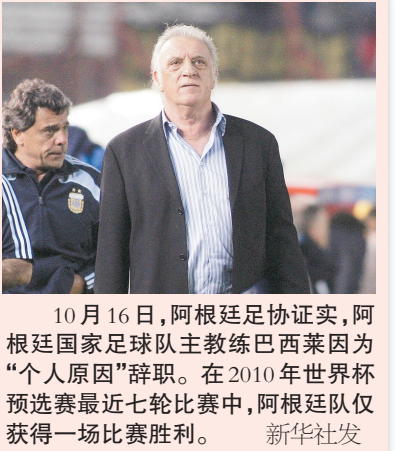 10月16日,阿根廷足协证实,阿
根廷国家足球队主教练巴西莱因为
“个人原因”辞职。在2010年世界杯
预选赛最近七轮比赛中,阿根廷队仅
获得一场比赛胜利。 新华社发